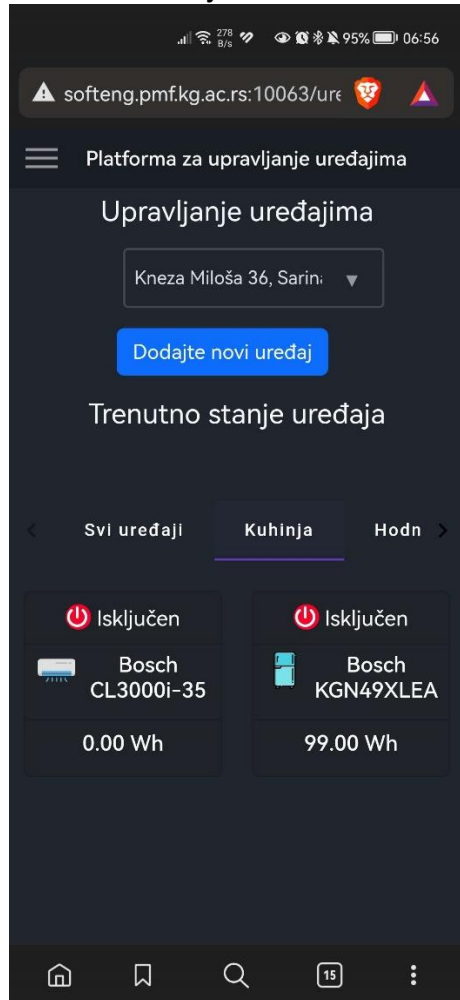 278 B/s 95% 06:56
softeng.pmf.kg.ac.rs:10063/ure
Platforma za upravljanje uređajima
Upravljanje uređajima
Kneza Miloša 36, Sarin
Dodajte novi uređaj
Trenutno stanje uređaja
Svi uređaji Kuhinja Hodn
Isključen
Bosch
CL3000i-35
0.00 Wh
Isključen
Bosch
KGN49XLEA
99.00 Wh
15